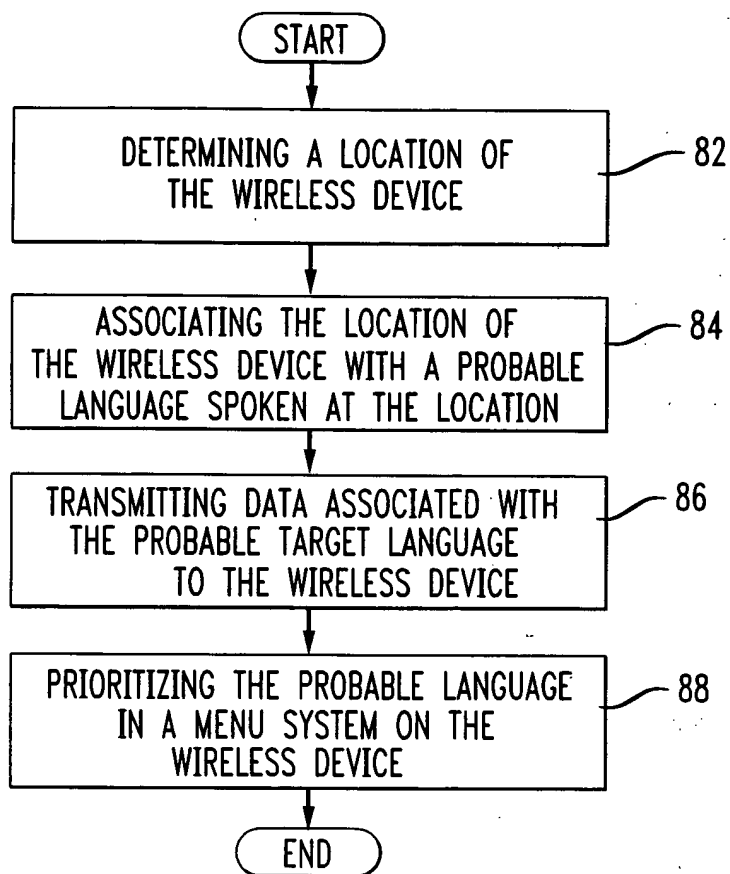 START
DETERMINING A LOCATION OF
THE WIRELESS DEVICE
82
ASSOCIATING THE LOCATION OF
THE WIRELESS DEVICE WITH A PROBABLE
LANGUAGE SPOKEN AT THE LOCATION
84
TRANSMITTING DATA ASSOCIATED WITH
THE PROBABLE TARGET LANGUAGE
TO THE WIRELESS DEVICE
86
PRIORITIZING THE PROBABLE LANGUAGE
IN A MENU SYSTEM ON THE
WIRELESS DEVICE
88
END